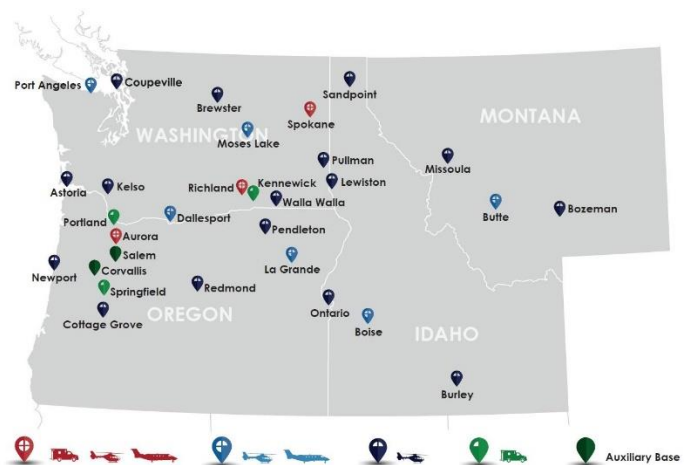 Port Angeles
Coupeville
Brewster
Sandpoint
Spokane
WASHINGTON
Moses Lake
MONTANA
Pullman
Missoula
Astoria
Kelso
Richland
Kennewick
Lewiston
Walla Walla
Butte
Bozeman
Portland
Dallesport
Aurora
Pendleton
Salem
Newport
Corvallis
La Grande
Springfield
Redmond
Cottage Grove
OREGON
Ontario
Boise
IDAHO
Burley
Auxiliary Base